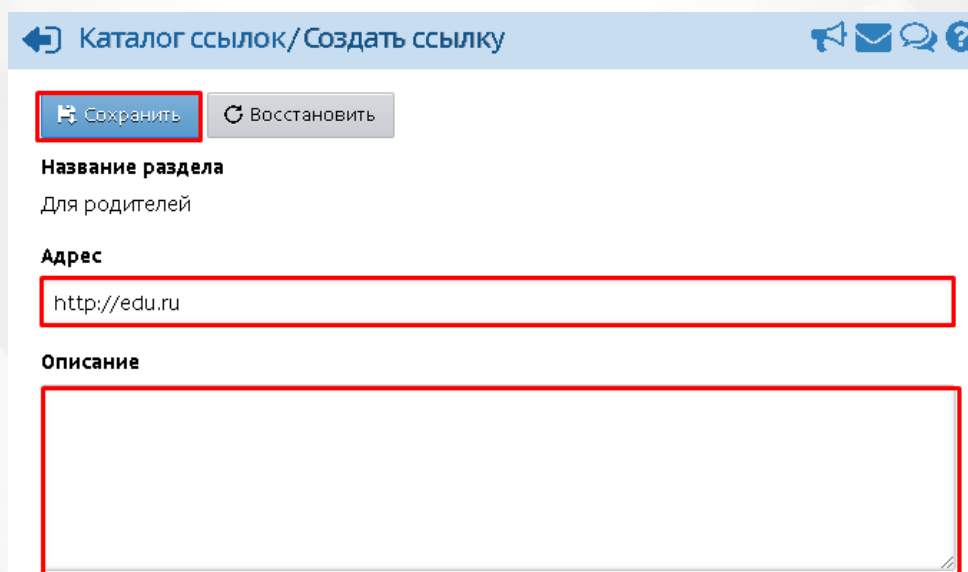 Каталог ссылок/Создать ссылку
Сохранить
Восстановить
Название раздела
Для родителей
Адрес
http://edu.ru
Описание